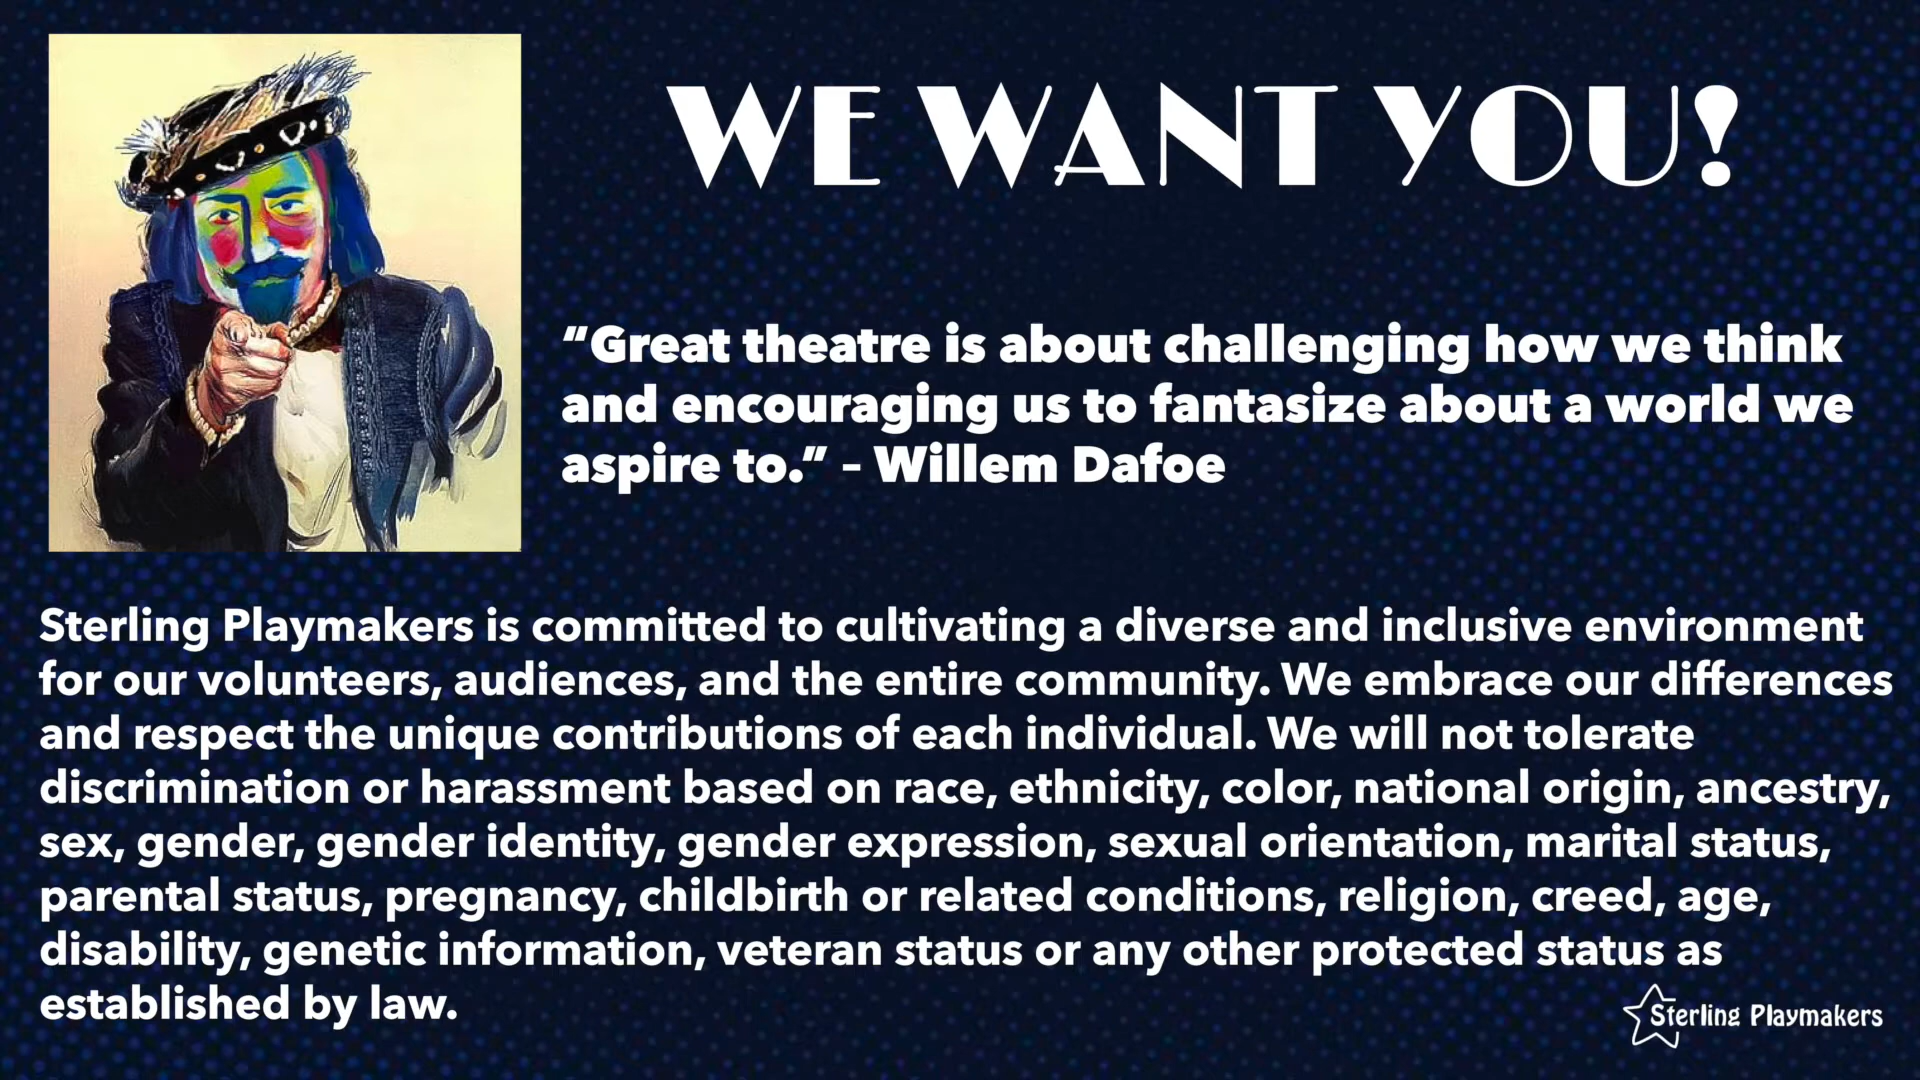 WE WANT YOU!
“Great theatre is about challenging how we think
and encouraging us to fantasize about a world we
aspire to.” – Willem Dafoe
Sterling Playmakers is committed to cultivating a diverse and inclusive environment
for our volunteers, audiences, and the entire community. We embrace our differences
and respect the unique contributions of each individual. We will not tolerate
discrimination or harassment based on race, ethnicity, color, national origin, ancestry,
sex, gender, gender identity, gender expression, sexual orientation, marital status,
parental status, pregnancy, childbirth or related conditions, religion, creed, age,
disability, genetic information, veteran status or any other protected status as
established by law.
Sterling Playmakers